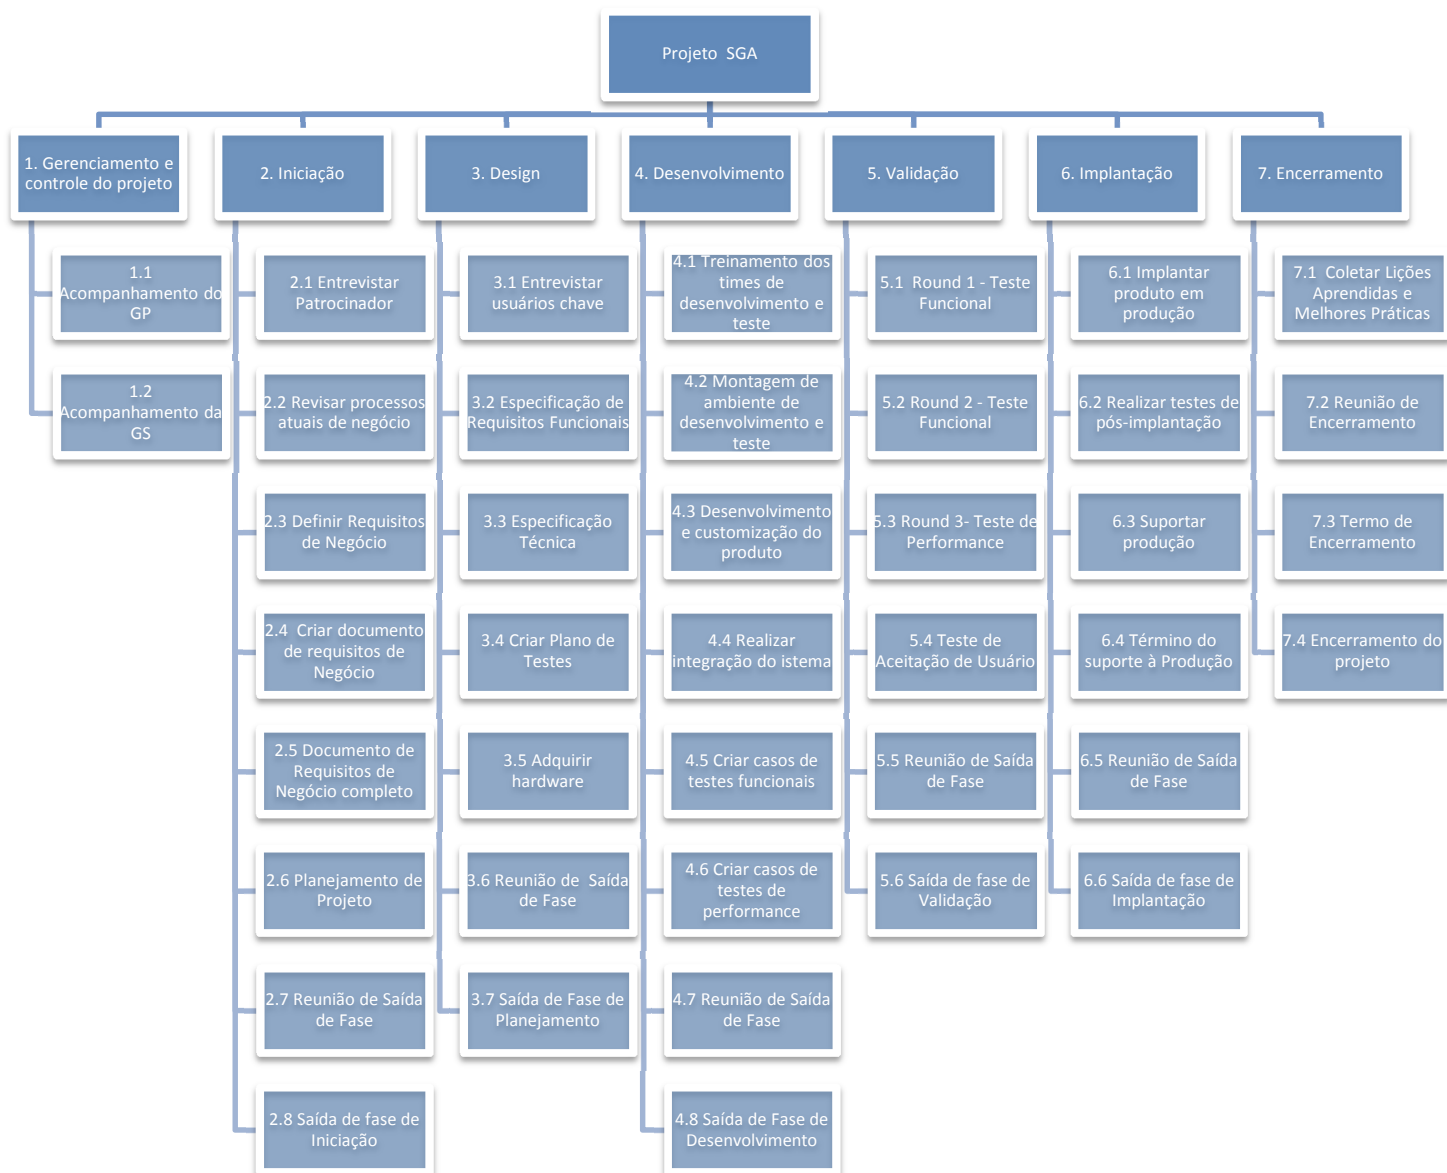 Projeto SGA
1. Gerenciamento e
controle do projeto
2. Iniciação
3. Design
4. Desenvolvimento
5. Validação
6. Implantação
7. Encerramento
1.1
Acompanhamento do
GP
1.2
Acompanhamento da
GS
2.1 Entrevistar
Patrocinador
2.2 Revisar processos
atuais de negócio
2.3 Definir Requisitos
de Negócio
2.4 Criar documento
de requisitos de
Negócio
2.5 Documento de
Requisitos de
Negócio completo
2.6 Planejamento de
Projeto
2.7 Reunião de Saída
de Fase
2.8 Saída de fase de
Iniciação
3.1 Entrevistar
usuários chave
3.2 Especificação de
Requisitos Funcionais
3.3 Especificação
Técnica
3.4 Criar Plano de
Testes
3.5 Adquirir
hardware
3.6 Reunião de Saída
de Fase
3.7 Saída de Fase de
Planejamento
4.1 Treinamento dos
times de
desenvolvimento e
teste
4.2 Montagem de
ambiente de
desenvolvimento e
teste
4.3 Desenvolvimento
e customização do
produto
4.4 Realizar
integração do istema
4.5 Criar casos de
testes funcionais
4.6 Criar casos de
testes de
performance
4.7 Reunião de Saída
de Fase
4.8 Saída de Fase de
Desenvolvimento
5.1 Round 1 - Teste
Funcional
5.2 Round 2 - Teste
Funcional
5.3 Round 3- Teste de
Performance
5.4 Teste de
Aceitação de Usuário
5.5 Reunião de Saída
de Fase
5.6 Saída de fase de
Validação
6.1 Implantar
produto em
produção
6.2 Realizar testes de
pós-implantação
6.3 Suportar
produção
6.4 Término do
suporte à Produção
6.5 Reunião de Saída
de Fase
6.6 Saída de fase de
Implantação
7.1 Coletar Lições
Aprendidas e
Melhores Práticas
7.2 Reunião de
Encerramento
7.3 Termo de
Encerramento
7.4 Encerramento do
projeto